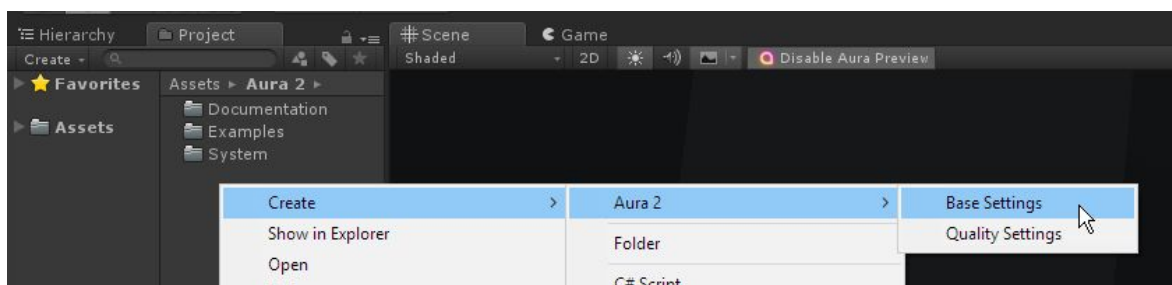 Hierarchy Project Scene Game
Create Shaded 2D Disable Aura Preview
Favorites Assets Aura 2
Documentation
Assets Examples
System
Create Aura 2 Base Settings
Show in Explorer Folder Quality Settings
Open
C# Script